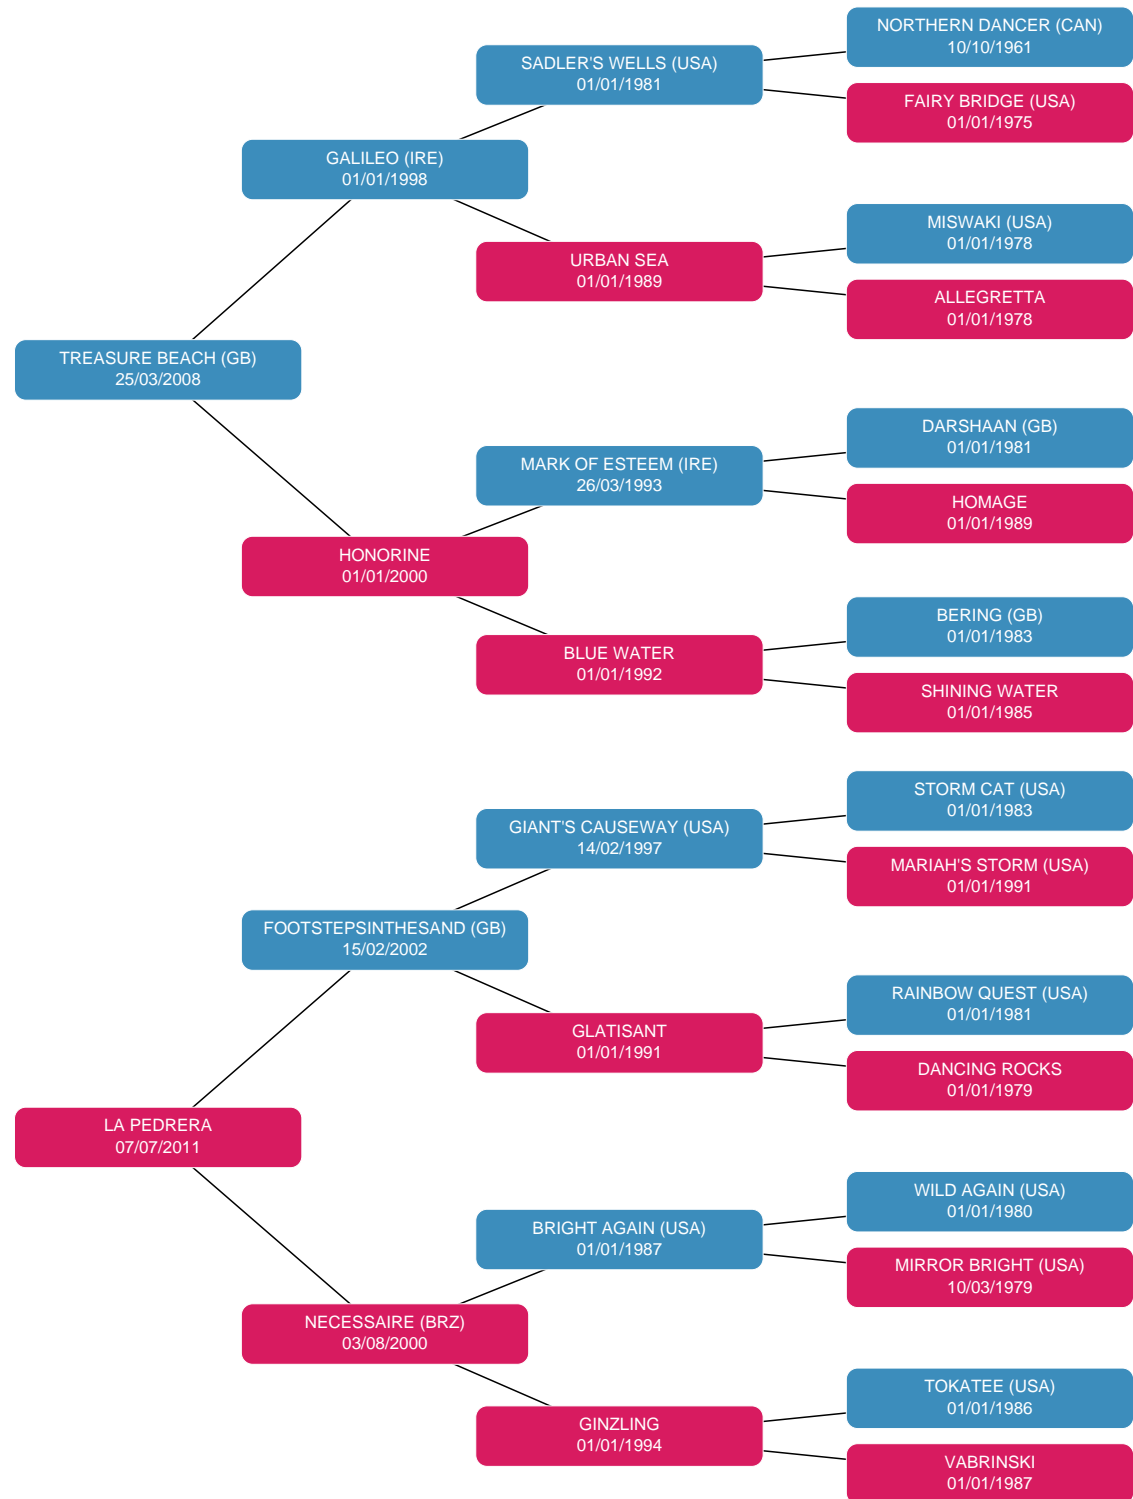 NORTHERN DANCER (CAN)
10/10/1961
SADLER'S WELLS (USA)
01/01/1981
FAIRY BRIDGE (USA)
01/01/1975
GALILEO (IRE)
01/01/1998
MISWAKI (USA)
01/01/1978
URBAN SEA
01/01/1989
ALLEGRETTA
01/01/1978
TREASURE BEACH (GB)
25/03/2008
DARSHAAN (GB)
01/01/1981
MARK OF ESTEEM (IRE)
26/03/1993
HOMAGE
01/01/1989
HONORINE
01/01/2000
BERING (GB)
01/01/1983
BLUE WATER
01/01/1992
SHINING WATER
01/01/1985
STORM CAT (USA)
01/01/1983
GIANT'S CAUSEWAY (USA)
14/02/1997
MARIAH'S STORM (USA)
01/01/1991
FOOTSTEPSINTHESAND (GB)
15/02/2002
RAINBOW QUEST (USA)
01/01/1981
GLATISANT
01/01/1991
DANCING ROCKS
01/01/1979
LA PEDRERA
07/07/2011
WILD AGAIN (USA)
01/01/1980
BRIGHT AGAIN (USA)
01/01/1987
MIRROR BRIGHT (USA)
10/03/1979
NECESSAIRE (BRZ)
03/08/2000
TOKATEE (USA)
01/01/1986
GINZLING
01/01/1994
VABRINSKI
01/01/1987